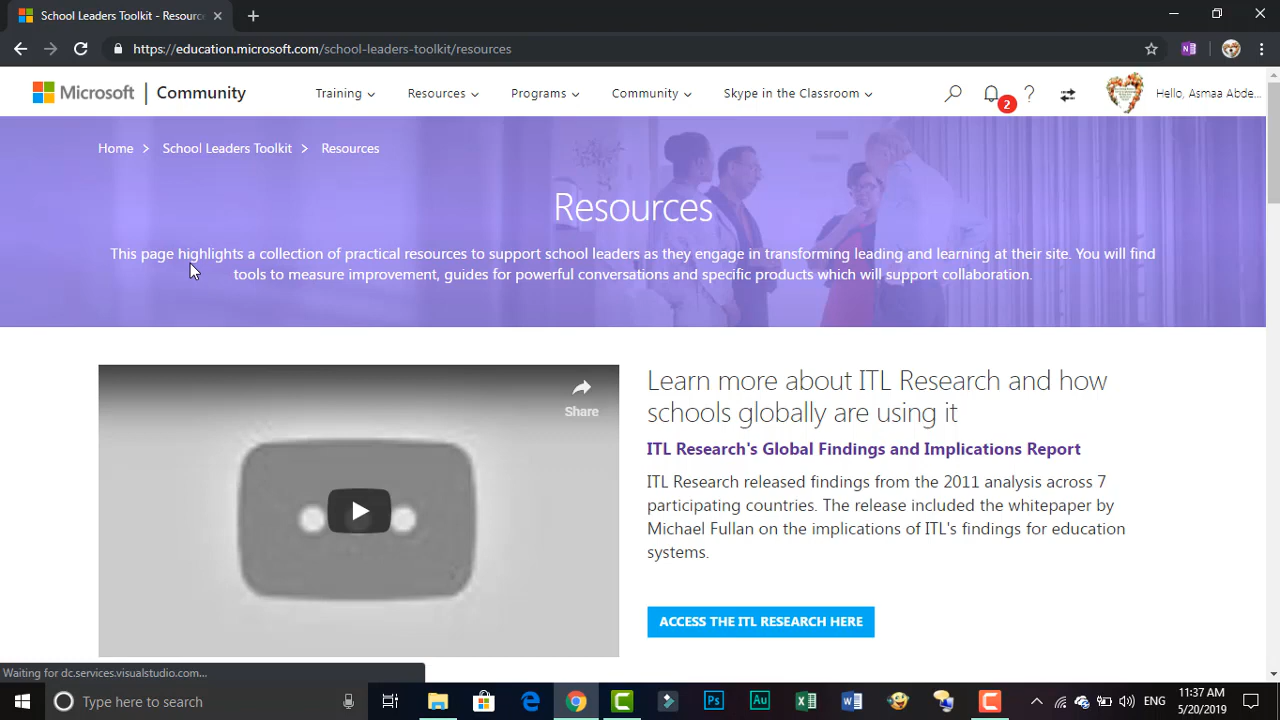 School Leaders Toolkit - Resourc
https://education.microsoft.com/school-leaders-toolkit/resources
Microsoft | Community
Training
Resources
Programs
Community
Skype in the Classroom
2
Hello, Asmaa Abde...
Home > School Leaders Toolkit > Resources
Resources
This page highlights a collection of practical resources to support school leaders as they engage in transforming leading and learning at their site. You will find
tools to measure improvement, guides for powerful conversations and specific products which will support collaboration.
Share
Learn more about ITL Research and how
schools globally are using it
ITL Research's Global Findings and Implications Report
ITL Research released findings from the 2011 analysis across 7
participating countries. The release included the whitepaper by
Michael Fullan on the implications of ITL's findings for education
systems.
ACCESS THE ITL RESEARCH HERE
Waiting for dc.services.visualstudio.com...
Type here to search
Ps
Au
ENG
11:37 AM
5/20/2019